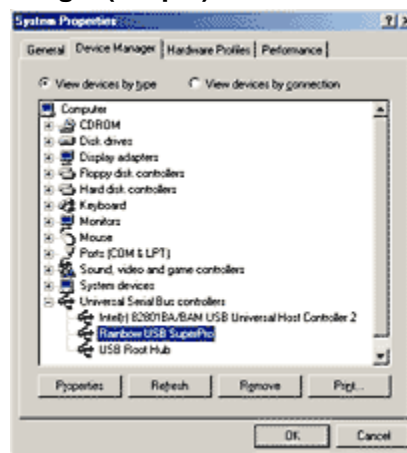 System Properties
General Device Manager Hardware Profiles Performance
View devices by type View devices by connection
Computer
CDROM
Disk drives
Display adapters
Floppy disk controllers
Hard disk controllers
Keyboard
Monitors
Mouse
Ports (COM & LPT)
Sound, video and game controllers
System devices
Universal Serial Bus controllers
Intel(r) 82801BA/BAM USB Universal Host Controller 2
Rainbow USB SuperPro
USB Root Hub
Properties Refresh Remove Print...
OK Cancel